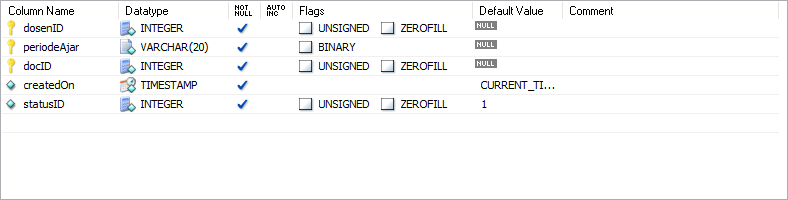 Column Name Datatype NOT NULL AUTO INC Flags Default Value Comment
dosenID INTEGER UNSIGNED ZEROFILL NULL
periodeAjar VARCHAR(20) BINARY NULL
docID INTEGER UNSIGNED ZEROFILL NULL
createdOn TIMESTAMP CURRENT_TI...
statusID INTEGER UNSIGNED ZEROFILL 1